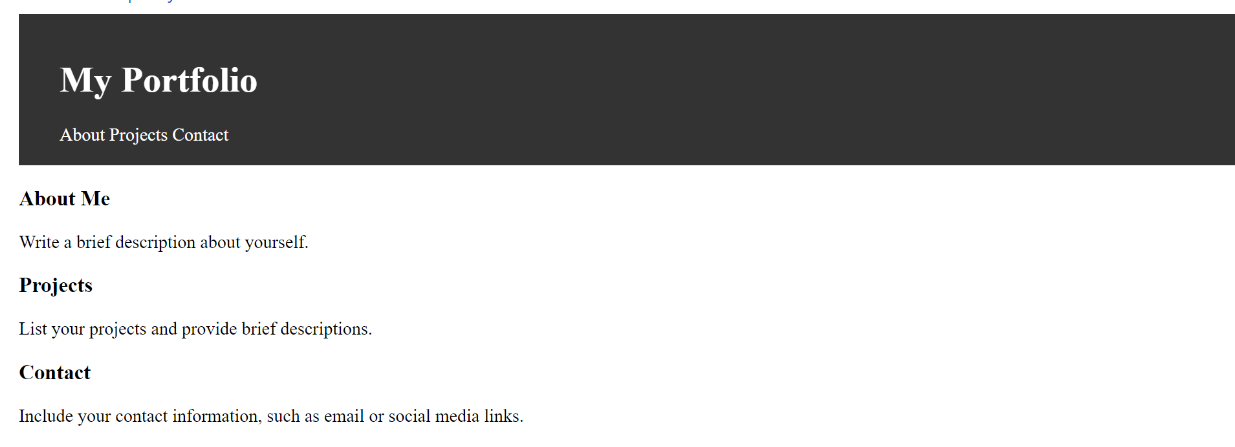 My Portfolio
About Projects Contact
About Me
Write a brief description about yourself.
Projects
List your projects and provide brief descriptions.
Contact
Include your contact information, such as email or social media links.